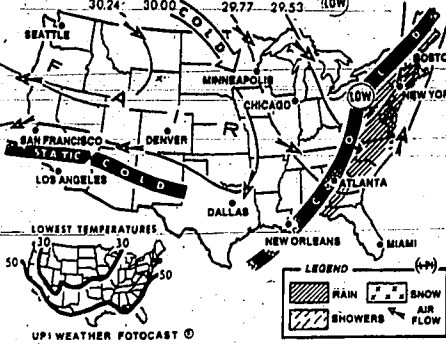 30.24 30.00 29.77 29.53 LOW
COLD
SEATTLE
BOSTON
MINNEAPOLIS
NEW YORK
F A I R
CHICAGO
LOW
COLD
SAN FRANCISCO
DENVER
STATIC COLD
LOS ANGELES
ATLANTA
DALLAS
NEW ORLEANS
MIAMI
LOWEST TEMPERATURES
30 30
50 50
LEGEND
RAIN
SNOW
SHOWERS
AIR
FLOW
UPI WEATHER FOTOCAST ®